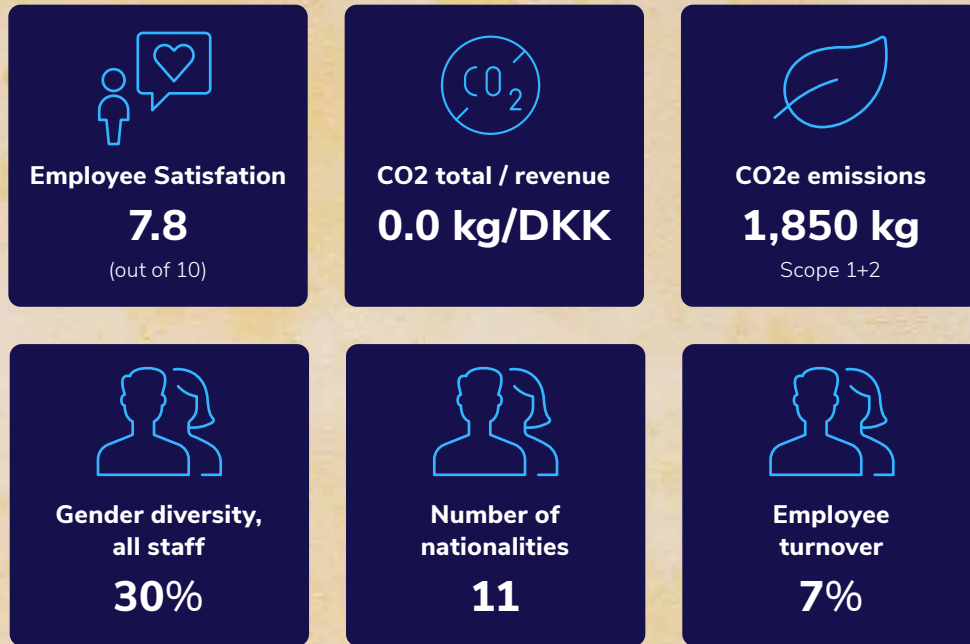 Employee Satisfation
7.8
(out of 10)
CO2 total / revenue
0.0 kg/DKK
CO2e emissions
1,850 kg
Scope 1+2
Gender diversity,
all staff
30%
Number of
nationalities
11
Employee
turnover
7%